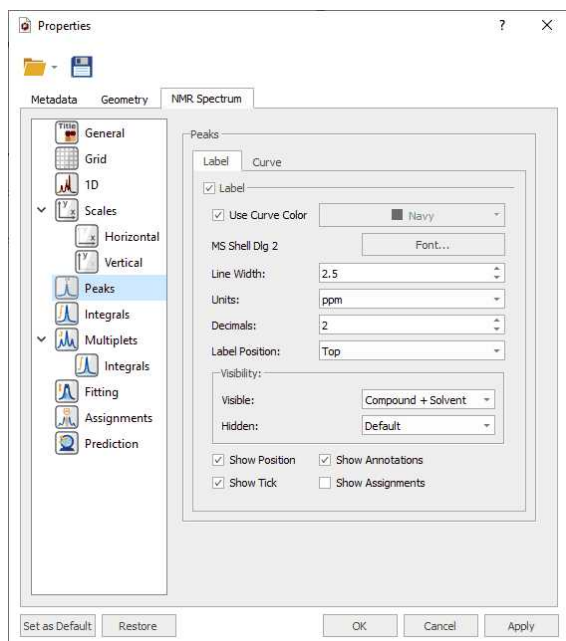 Properties
? 
Metadata
Geometry
NMR Spectrum
Title
General
Grid
1D
Scales
Horizontal
Vertical
Peaks
Integrals
Multiplets
Integrals
Fitting
Assignments
Prediction
Peaks
Label
Curve
Label
Use Curve Color
Navy
MS Shell Dlg 2
Font...
Line Width:
2.5
Units:
ppm
Decimals:
2
Label Position:
Top
Visibility:
Visible:
Compound + Solvent
Hidden:
Default
Show Position
Show Annotations
Show Tick
Show Assignments
Set as Default
Restore
OK
Cancel
Apply